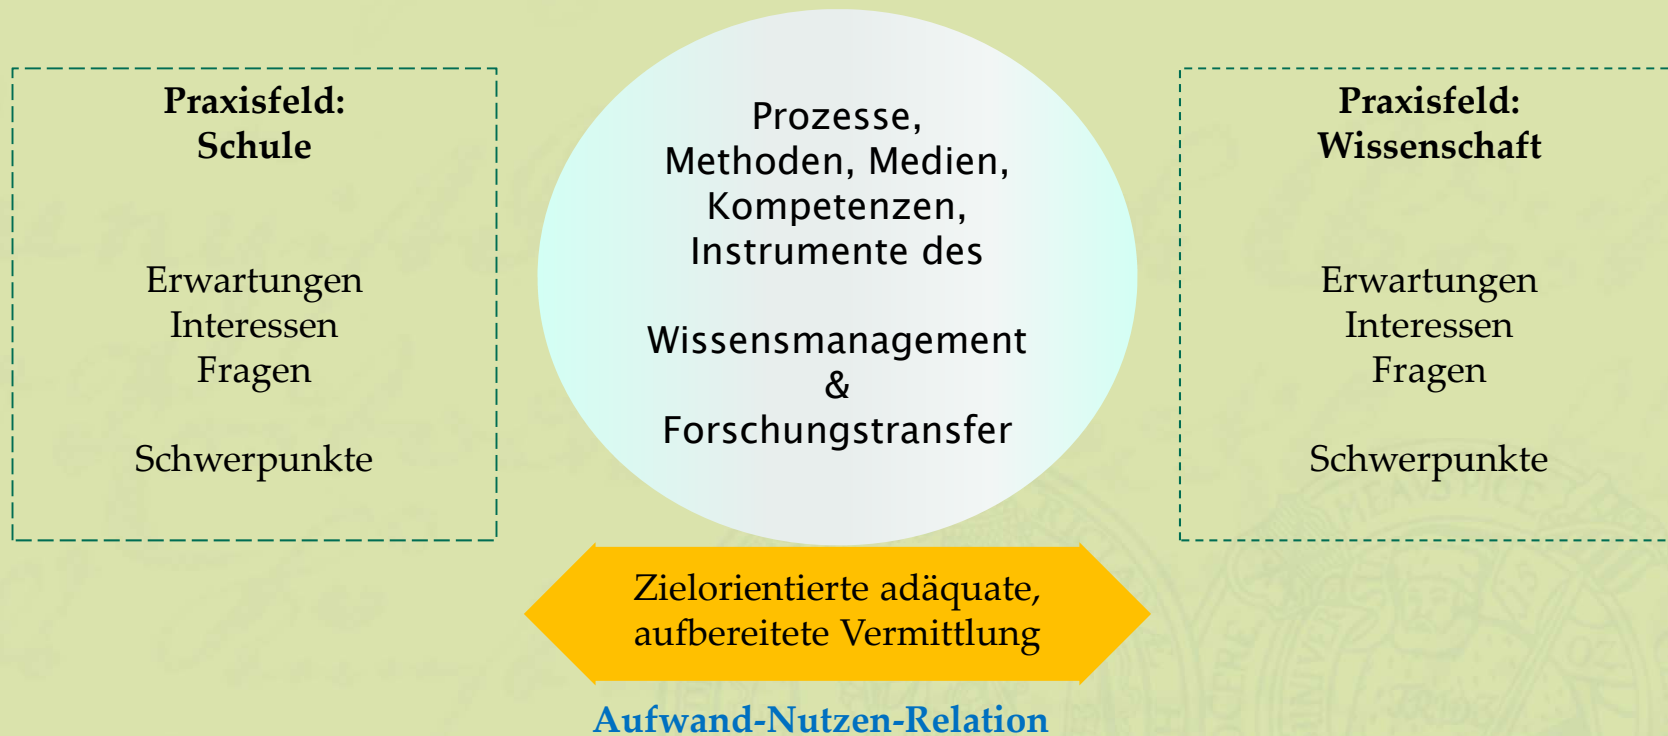 Praxisfeld:
Schule
Erwartungen
Interessen
Fragen
Schwerpunkte
Prozesse,
Methoden, Medien,
Kompetenzen,
Instrumente des
Wissensmanagement
&
Forschungstransfer
Praxisfeld:
Wissenschaft
Erwartungen
Interessen
Fragen
Schwerpunkte
Zielorientierte adäquate,
aufbereitete Vermittlung
Aufwand-Nutzen-Relation